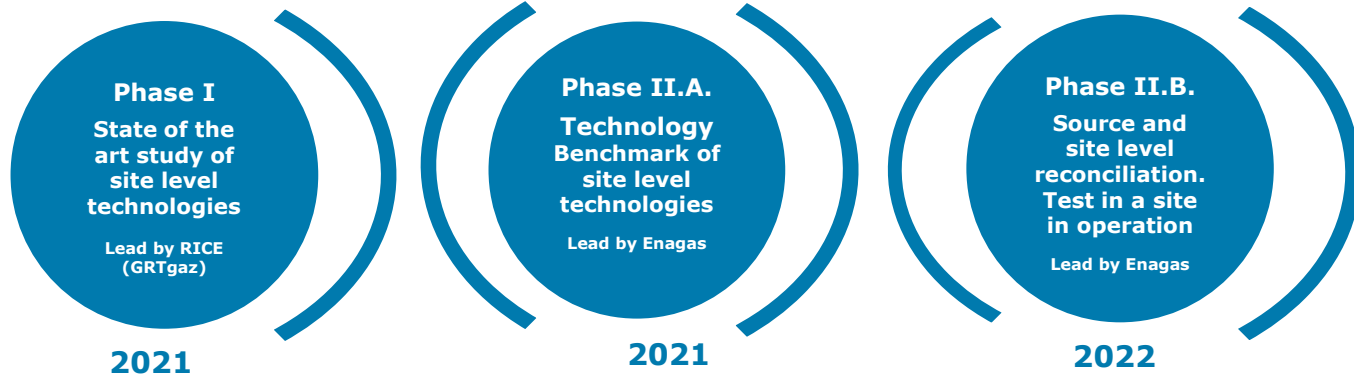 Phase I
State of the
art study of
site level
technologies
Lead by RICE
(GRTgaz)
2021
Phase II.A.
Technology
Benchmark of
site level
technologies
Lead by Enagas
2021
Phase II.B.
Source and
site level
reconciliation.
Test in a site
in operation
Lead by Enagas
2022